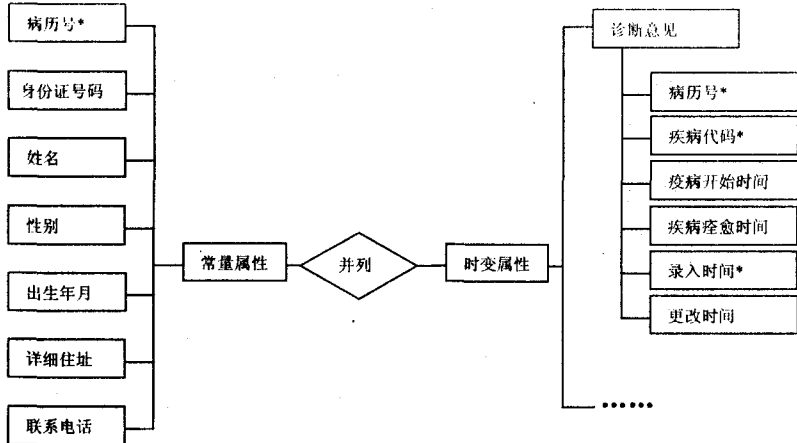 病历号*
身份证号码
姓名
性别
出生年月
详细住址
联系电话
常量属性
并列
时变属性
诊断意见
病历号*
疾病代码*
疫病开始时间
疾病痊愈时间
录入时间*
更改时间
……